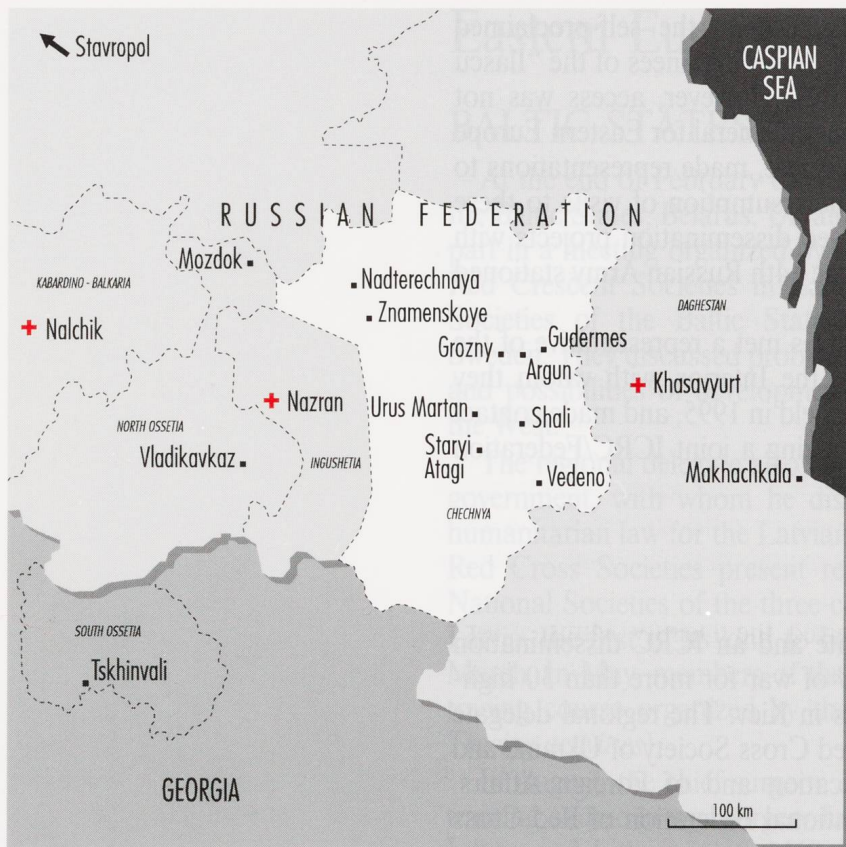 Stavropol
CASPIAN
SEA
RUSSIAN FEDERATION
Mozdok
KABARDINO - BALKARIA
Nadterechnaya
DAGHESTAN
Znamenskoye
Nalchik
Grozny
Gudermes
Argun
Khasavyurt
Nazran
Urus Martan
Shali
NORTH OSSETIA
Staryi
Atagi
Vladikavkaz
INGUSHETIA
Vedeno
Makhachkala
CHECHNYA
SOUTH OSSETIA
Tskhinvali
GEORGIA
100 km